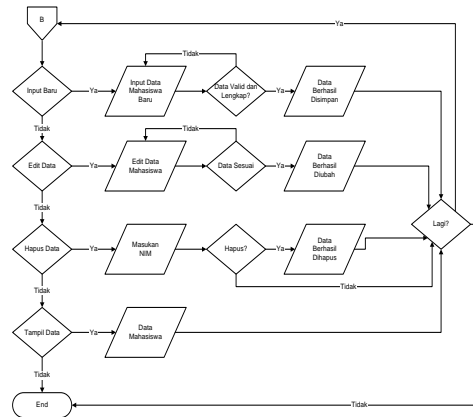 B
Ya
Tidak
Input Baru
Ya
Input Data
Mahasiswa
Baru
Data Valid dan
Lengkap?
Ya
Data
Berhasil
Disimpan
Tidak
Tidak
Edit Data
Ya
Edit Data
Mahasiswa
Data Sesuai
Ya
Data
Berhasil
Diubah
Tidak
Lagi?
Hapus Data
Ya
Masukan
NIM
Hapus?
Ya
Data
Berhasil
Dihapus
Tidak
Tidak
Tampil Data
Ya
Data
Mahasiswa
Tidak
End
Tidak